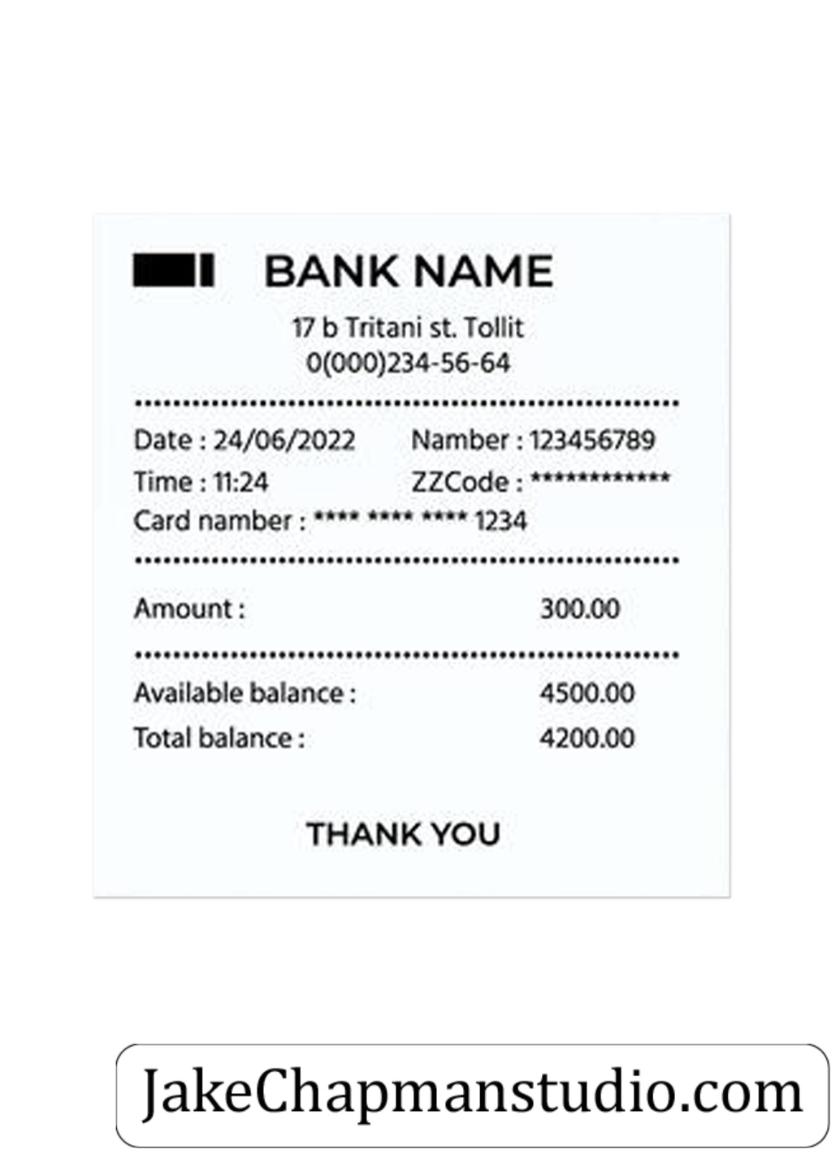 BANK NAME
17 b Tritani st. Tollit
0(000)234-56-64
Date : 24/06/2022 Namber : 123456789
Time : 11:24 ZZCode : ************
Card namber : **** **** **** 1234
Amount : 300.00
Available balance : 4500.00
Total balance : 4200.00
THANK YOU
JakeChapmanstudio.com